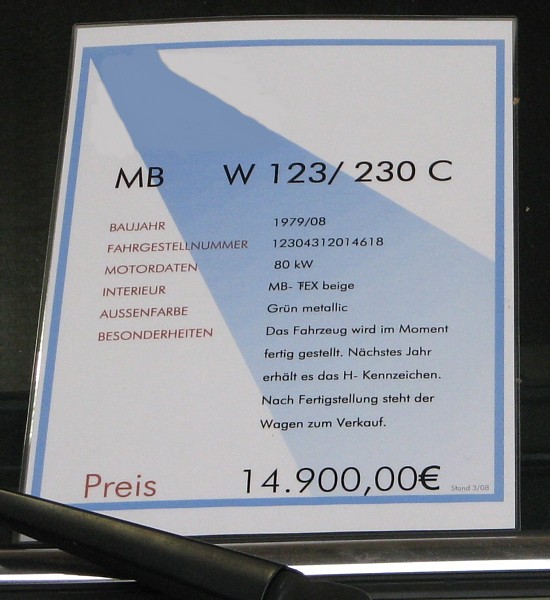 MB W 123/ 230 C
BAUJAHR 1979/08
FAHRGESTELLNUMMER 12304312014618
MOTORDATEN 80 kW
INTERIEUR MB- TEX beige
AUSSENFARBE Grün metallic
BESONDERHEITEN Das Fahrzeug wird im Moment
fertig gestellt. Nächstes Jahr
erhält es das H- Kennzeichen.
Nach Fertigstellung steht der
Wagen zum Verkauf.
Preis 14.900,00€ Stand 3/08